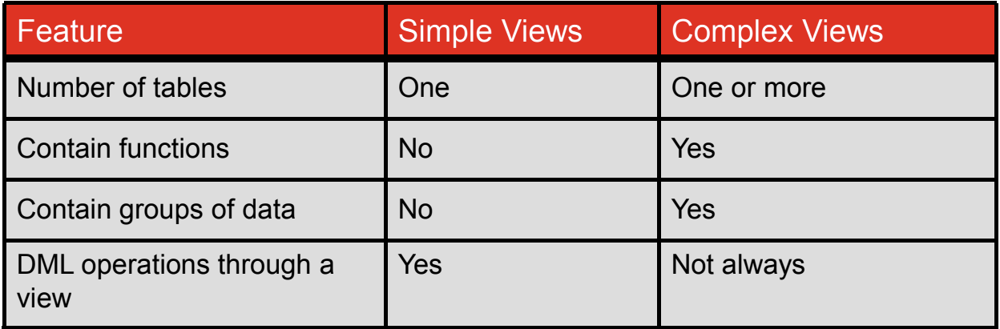 Feature Simple Views Complex Views
Number of tables One One or more
Contain functions No Yes
Contain groups of data No Yes
DML operations through a Yes Not always
view